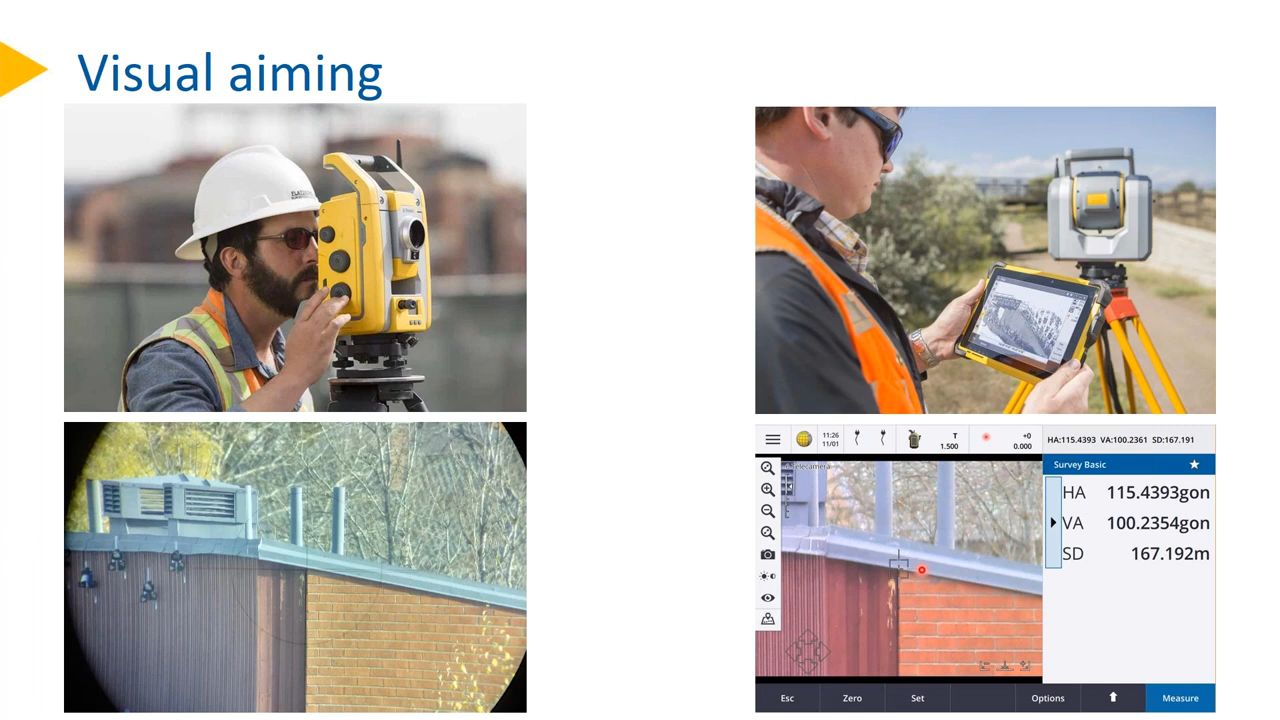 Visual aiming
11:26
11/01
T
1.500
+0
0.000
HA:115.4393 VA:100.2361 SD:167.191
Telecamera
Survey Basic
HA 115.4393gon
VA 100.2354gon
SD 167.192m
Esc Zero Set Options Measure